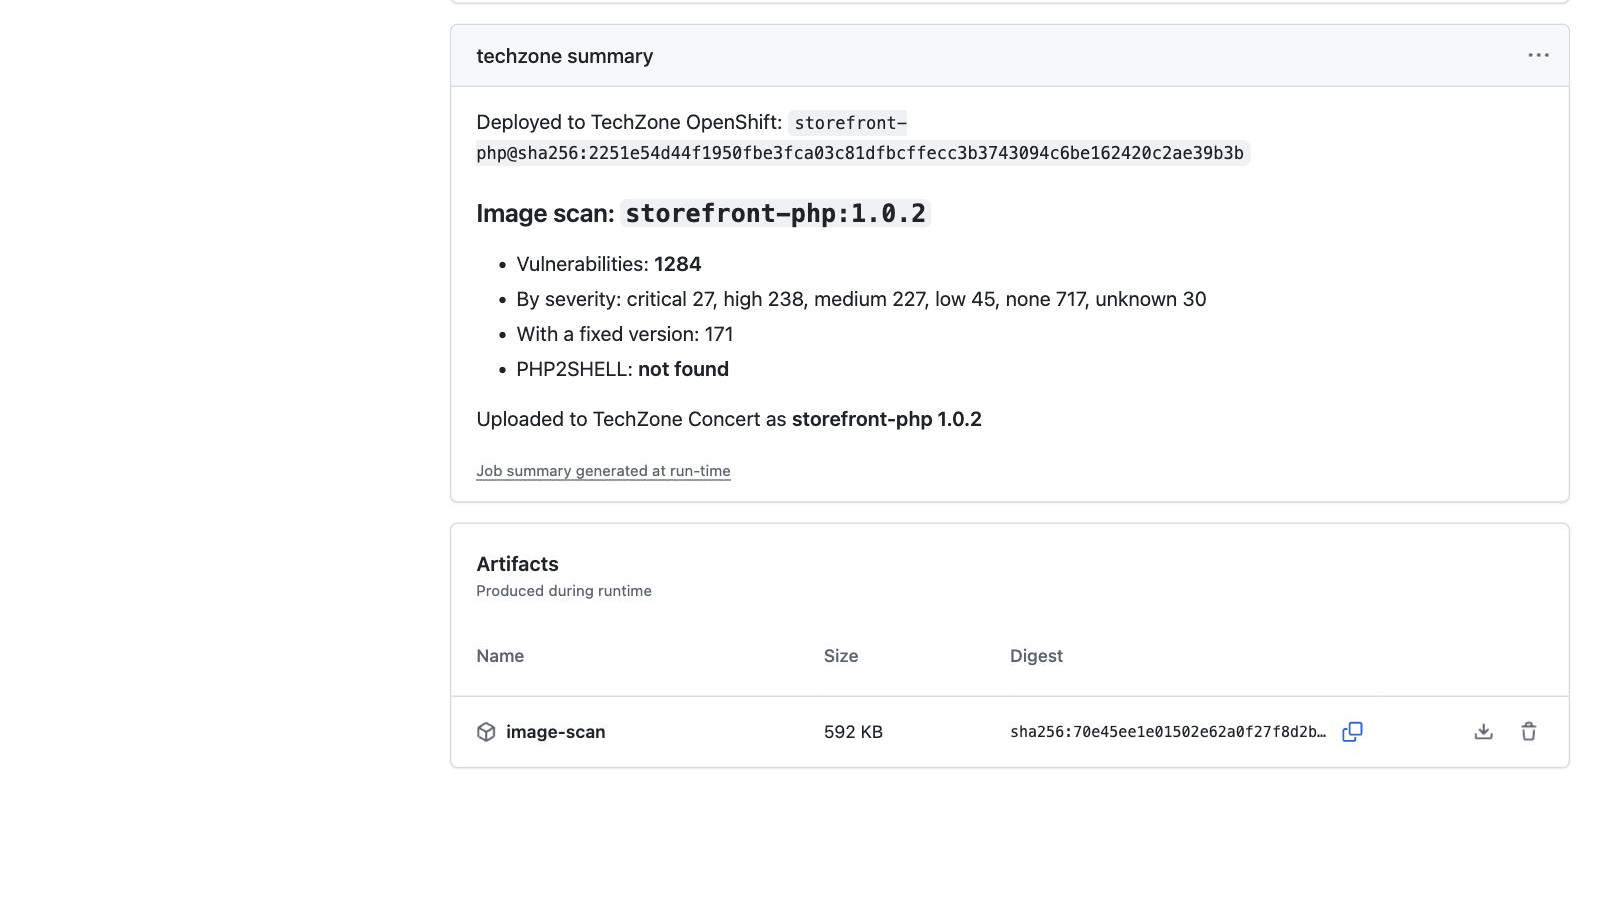 techzone summary
Deployed to TechZone OpenShift: storefront-
php@sha256:2251e54d44f1950fbe3fca03c81dfbcffecc3b3743094c6be162420c2ae39b3b
Image scan: storefront-php:1.0.2
• Vulnerabilities: 1284
• By severity: critical 27, high 238, medium 227, low 45, none 717, unknown 30
• With a fixed version: 171
• PHP2SHELL: not found
Uploaded to TechZone Concert as storefront-php 1.0.2
Job summary generated at run-time
Artifacts
Produced during runtime
Name Size Digest
image-scan 592 KB sha256:70e45ee1e01502e62a0f27f8d2b…